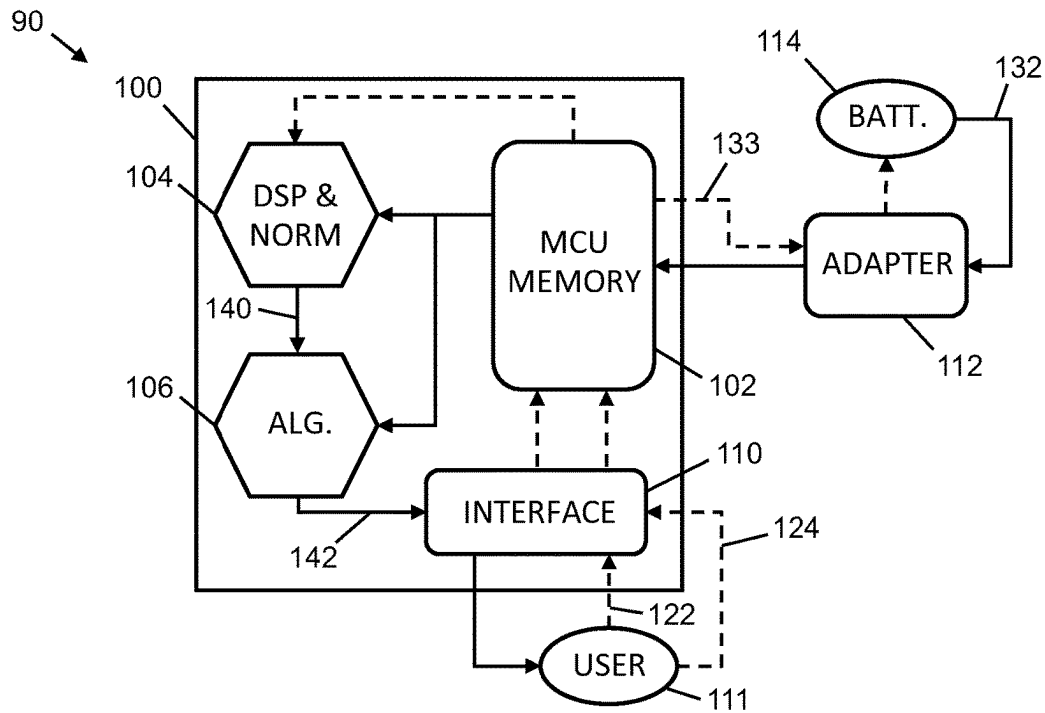 90
114
132
100
BATT.
133
104
DSP &
NORM
MCU
MEMORY
ADAPTER
140
112
102
106
ALG.
110
INTERFACE
124
142
122
USER
111